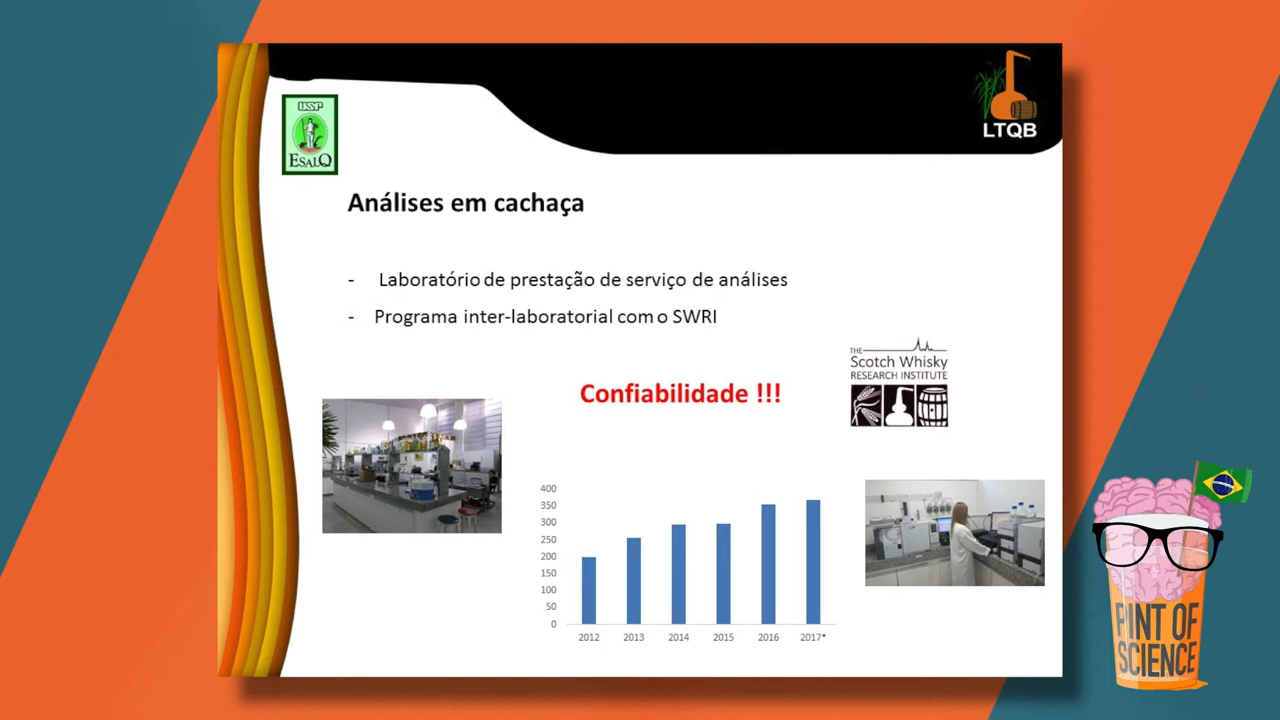 USP
ESALQ
LTQB
Análises em cachaça
- Laboratório de prestação de serviço de análises
- Programa inter-laboratorial com o SWRI
THE
Scotch Whisky
RESEARCH INSTITUTE
Confiabilidade !!!
400
350
300
250
200
150
100
50
0
2012 2013 2014 2015 2016 2017*
PINT OF
SCIENCE